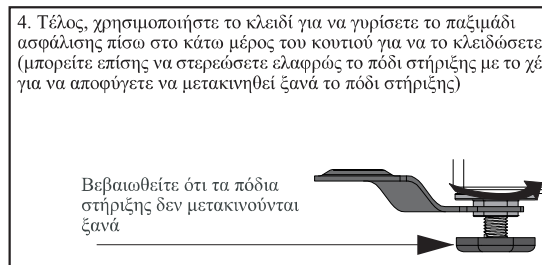 4. Τέλος, χρησιμοποιήστε το κλειδί για να γυρίσετε το παξιμάδι
ασφάλισης πίσω στο κάτω μέρος του κουτιού για να το κλειδώσετε
(μπορείτε επίσης να στερεώσετε ελαφρώς το πόδι στήριξης με το
για να αποφύγετε να μετακινηθεί ξανά το πόδι στήριξης)
Βεβαιωθείτε ότι τα πόδια
στήριξης δεν μετακινούνται
ξανά